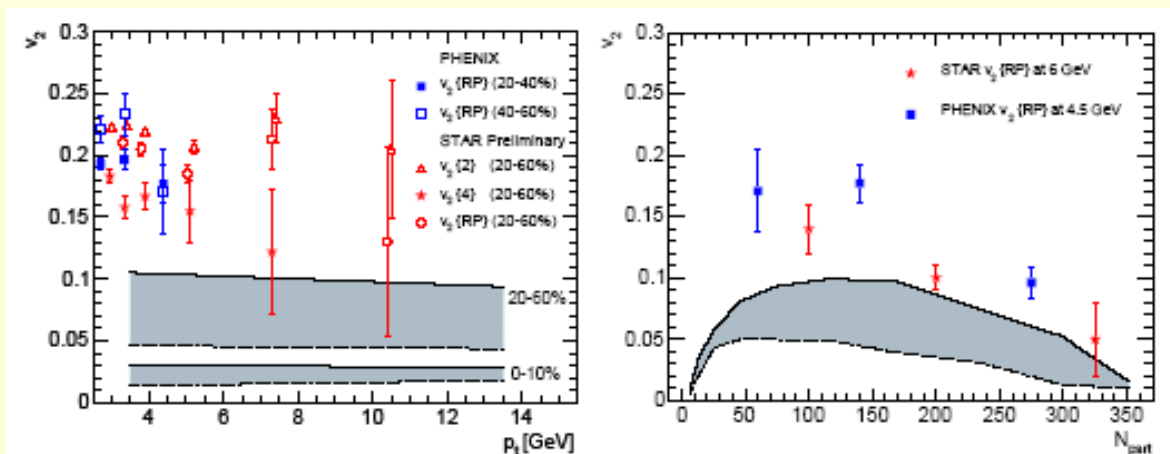 v₂
0.3
0.25
0.2
0.15
0.1
0.05
0
4 6 8 10 12 14
p_t [GeV]
PHENIX
v₂{RP} (20-40%)
v₂{RP} (40-60%)
STAR Preliminary
v₂{2} (20-60%)
v₂{4} (20-60%)
v₂{RP} (20-60%)
20-60%
0-10%
v₂
0.3
0.25
0.2
0.15
0.1
0.05
0
0 50 100 150 200 250 300 350
N_part
STAR v₂{RP} at 6 GeV
PHENIX v₂{RP} at 4.5 GeV